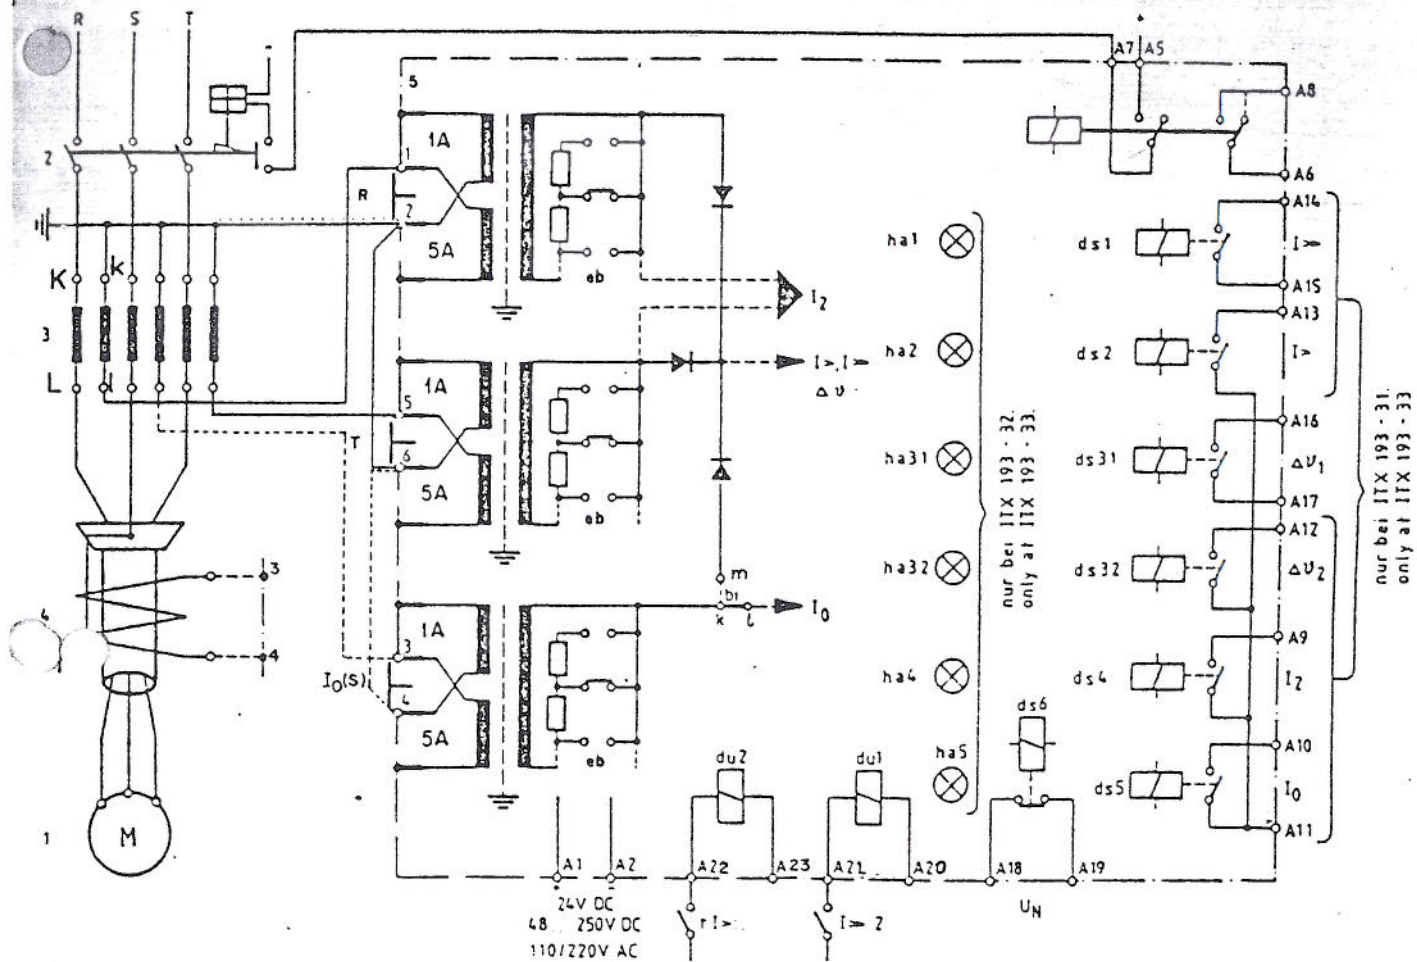 R S T
A7 A5
5
A8
1A
1
2
R
2
A6
5A
eb
K k
3
L l
A14
ha1
ds1
I>>
A15
I2
A13
ha2
ds2
I>
I>, I>>
Δυ
1A
5
T
6
5A
eb
A16
ha31
ds31
Δυ1
A17
nur bei ITX 193 - 32.
only at ITX 193 - 33.
nur bei ITX 193 - 31.
only at ITX 193 - 33
A12
ha32
ds32
Δυ2
m
3
4
bi
k l
I0
1A
3
4
I0(S)
4
5A
eb
A9
ha4
ds4
I2
ds6
A10
du2
du1
ha5
ds5
I0
A11
1
M
A1 A2 A22 A23 A21 A20 A18 A19
+ -
24V DC
48 .. 250V DC
110/220V AC
r I>
I>> 2
UN